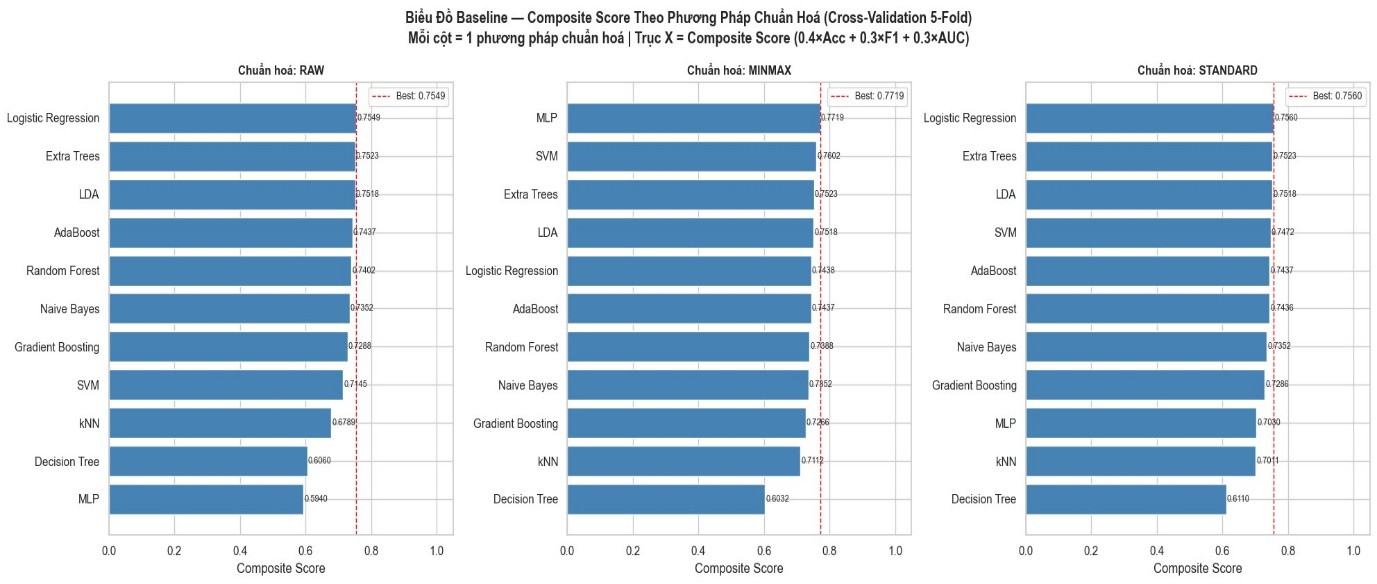 Biểu Đồ Baseline — Composite Score Theo Phương Pháp Chuẩn Hoá (Cross-Validation 5-Fold)
Mỗi cột = 1 phương pháp chuẩn hoá | Trục X = Composite Score (0.4×Acc + 0.3×F1 + 0.3×AUC)
Chuẩn hoá: RAW
Best: 0.7549
Logistic Regression 0.7549
Extra Trees 0.7523
LDA 0.7518
AdaBoost 0.7437
Random Forest 0.7402
Naive Bayes 0.7352
Gradient Boosting 0.7288
SVM 0.7145
kNN 0.6789
Decision Tree 0.6060
MLP 0.5940
0.0 0.2 0.4 0.6 0.8 1.0
Composite Score
Chuẩn hoá: MINMAX
Best: 0.7719
MLP 0.7719
SVM 0.7602
Extra Trees 0.7523
LDA 0.7518
Logistic Regression 0.7438
AdaBoost 0.7437
Random Forest 0.7388
Naive Bayes 0.7352
Gradient Boosting 0.7266
kNN 0.7112
Decision Tree 0.6032
0.0 0.2 0.4 0.6 0.8 1.0
Composite Score
Chuẩn hoá: STANDARD
Best: 0.7560
Logistic Regression 0.7560
Extra Trees 0.7523
LDA 0.7518
SVM 0.7472
AdaBoost 0.7437
Random Forest 0.7436
Naive Bayes 0.7352
Gradient Boosting 0.7286
MLP 0.7030
kNN 0.7011
Decision Tree 0.6110
0.0 0.2 0.4 0.6 0.8 1.0
Composite Score